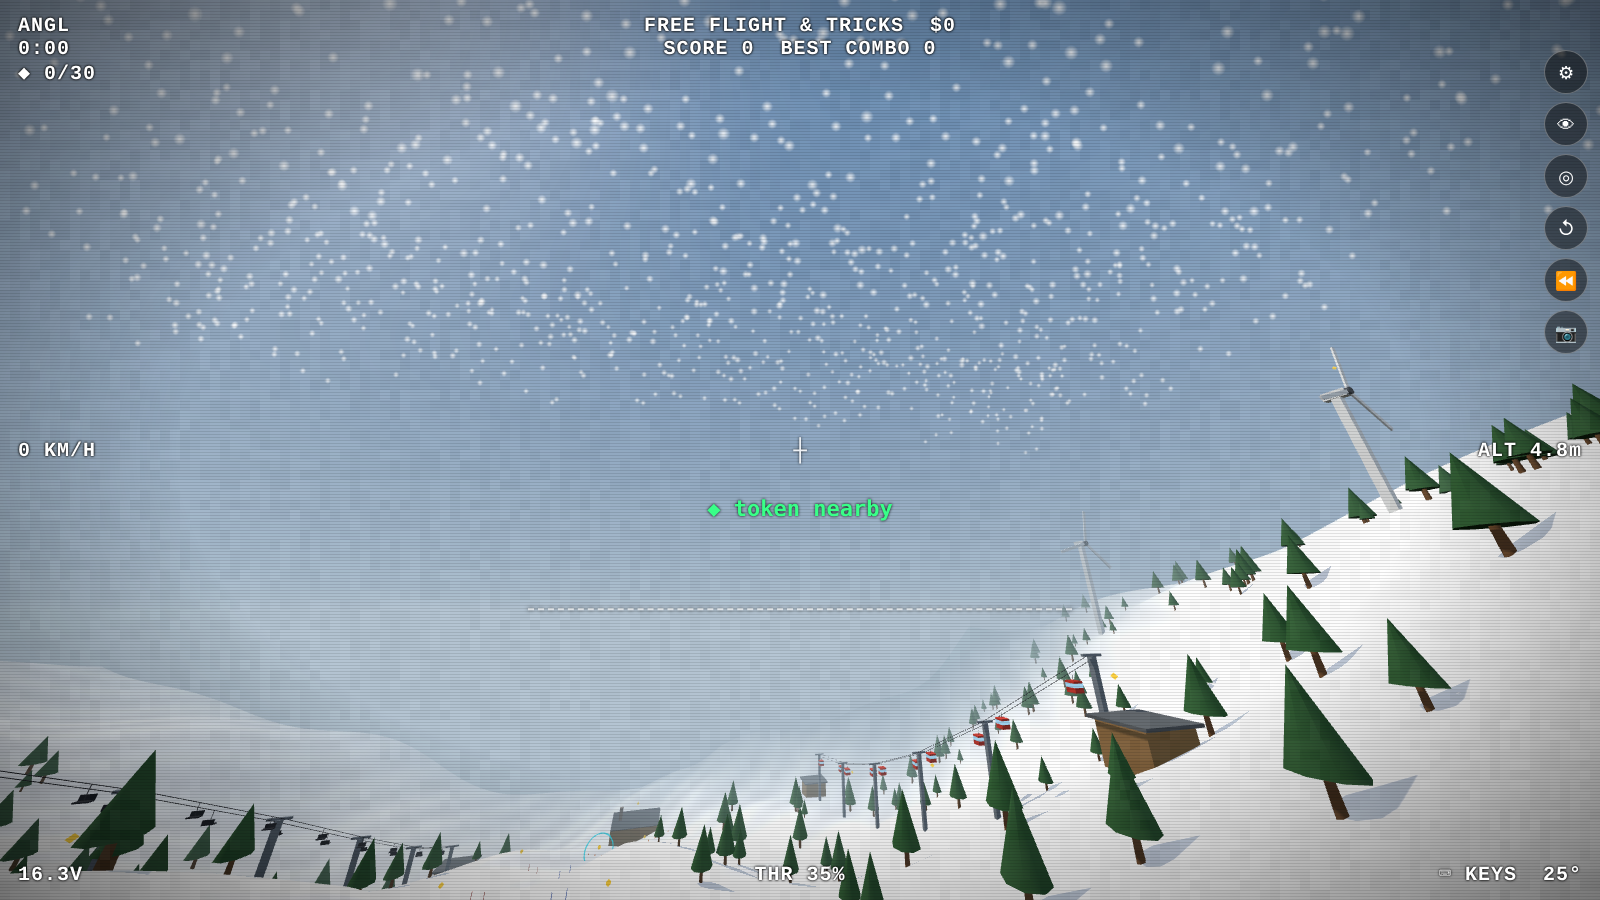 ANGL
0:00
◆ 0/30
FREE FLIGHT & TRICKS $0
SCORE 0 BEST COMBO 0
0 KM/H
ALT 4.8m
◆ token nearby
16.3V
THR 35%
KEYS 25°